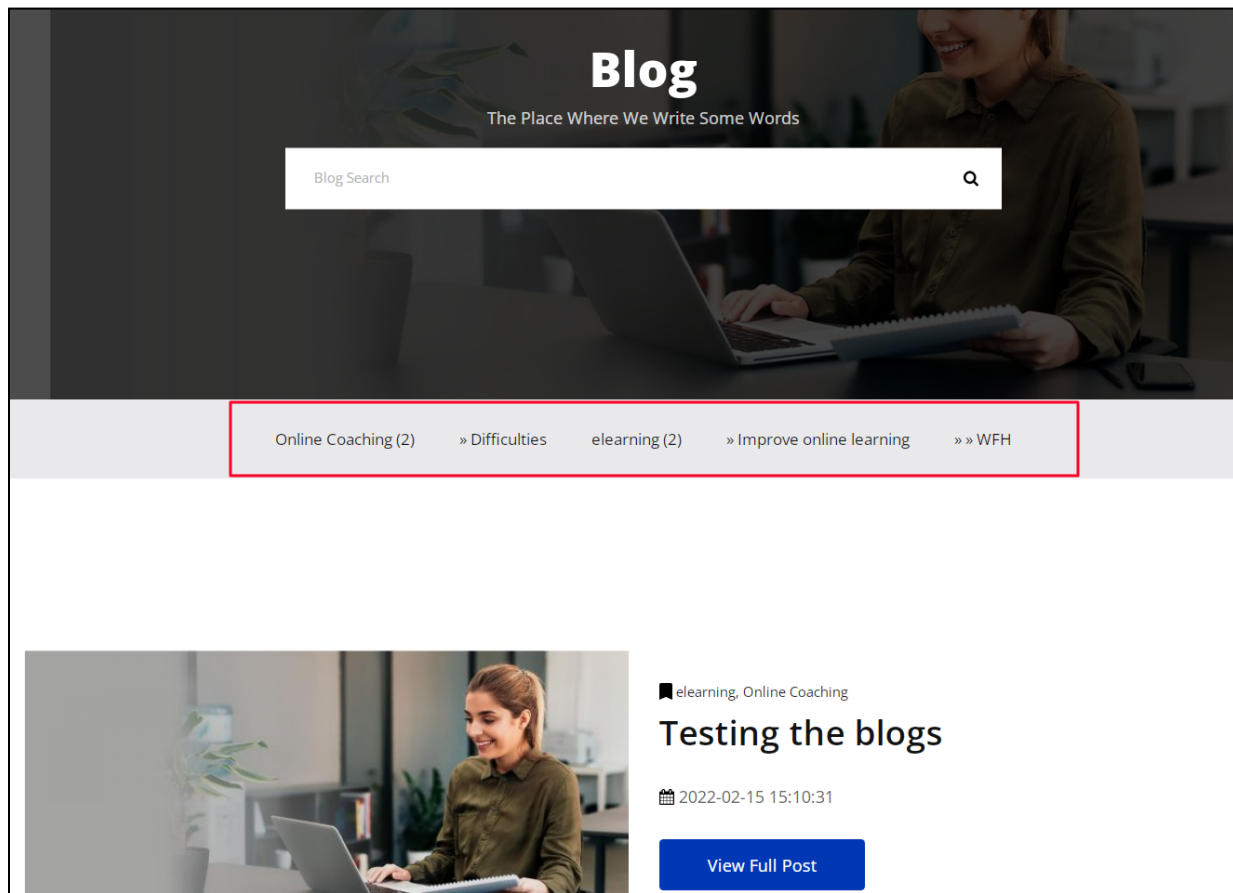 Blog
The Place Where We Write Some Words
Blog Search
Online Coaching (2) » Difficulties elearning (2) » Improve online learning » » WFH
elearning, Online Coaching
Testing the blogs
2022-02-15 15:10:31
View Full Post